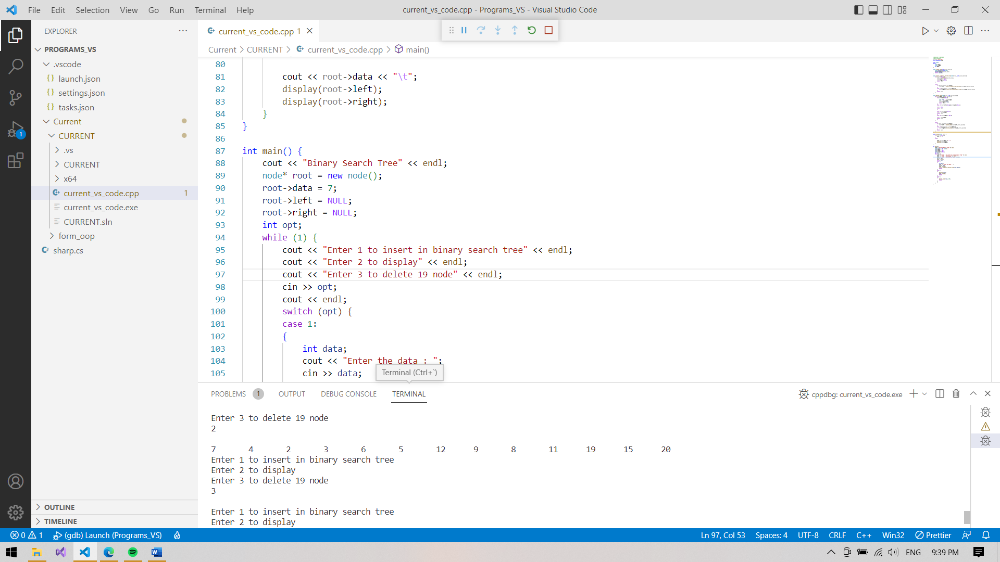 File Edit Selection View Go Run Terminal Help
current_vs_code.cpp - Programs_VS - Visual Studio Code
EXPLORER
PROGRAMS_VS
.vscode
{} launch.json
{} settings.json
{} tasks.json
Current
CURRENT
.vs
CURRENT
x64
current_vs_code.cpp 1
current_vs_code.exe
CURRENT.sln
form_oop
sharp.cs
OUTLINE
TIMELINE
1
current_vs_code.cpp 1
Current > CURRENT > current_vs_code.cpp > main()
80
81 cout << root->data << "\t";
82 display(root->left);
83 display(root->right);
84 }
85 }
86
87 int main() {
88 cout << "Binary Search Tree" << endl;
89 node* root = new node();
90 root->data = 7;
91 root->left = NULL;
92 root->right = NULL;
93 int opt;
94 while (1) {
95 cout << "Enter 1 to insert in binary search tree" << endl;
96 cout << "Enter 2 to display" << endl;
97 cout << "Enter 3 to delete 19 node" << endl;
98 cin >> opt;
99 cout << endl;
100 switch (opt) {
101 case 1:
102 {
103 int data;
104 cout << "Enter the data : ";
105 cin >> data;
Terminal (Ctrl+`)
PROBLEMS 1 OUTPUT DEBUG CONSOLE TERMINAL
cppdbg: current_vs_code.exe
Enter 3 to delete 19 node
2
7 4 2 3 6 5 12 9 8 11 19 15 20
Enter 1 to insert in binary search tree
Enter 2 to display
Enter 3 to delete 19 node
3
Enter 1 to insert in binary search tree
Enter 2 to display
0 1 (gdb) Launch (Programs_VS)
Ln 97, Col 53 Spaces: 4 UTF-8 CRLF C++ Win32 Prettier
ENG 9:39 PM